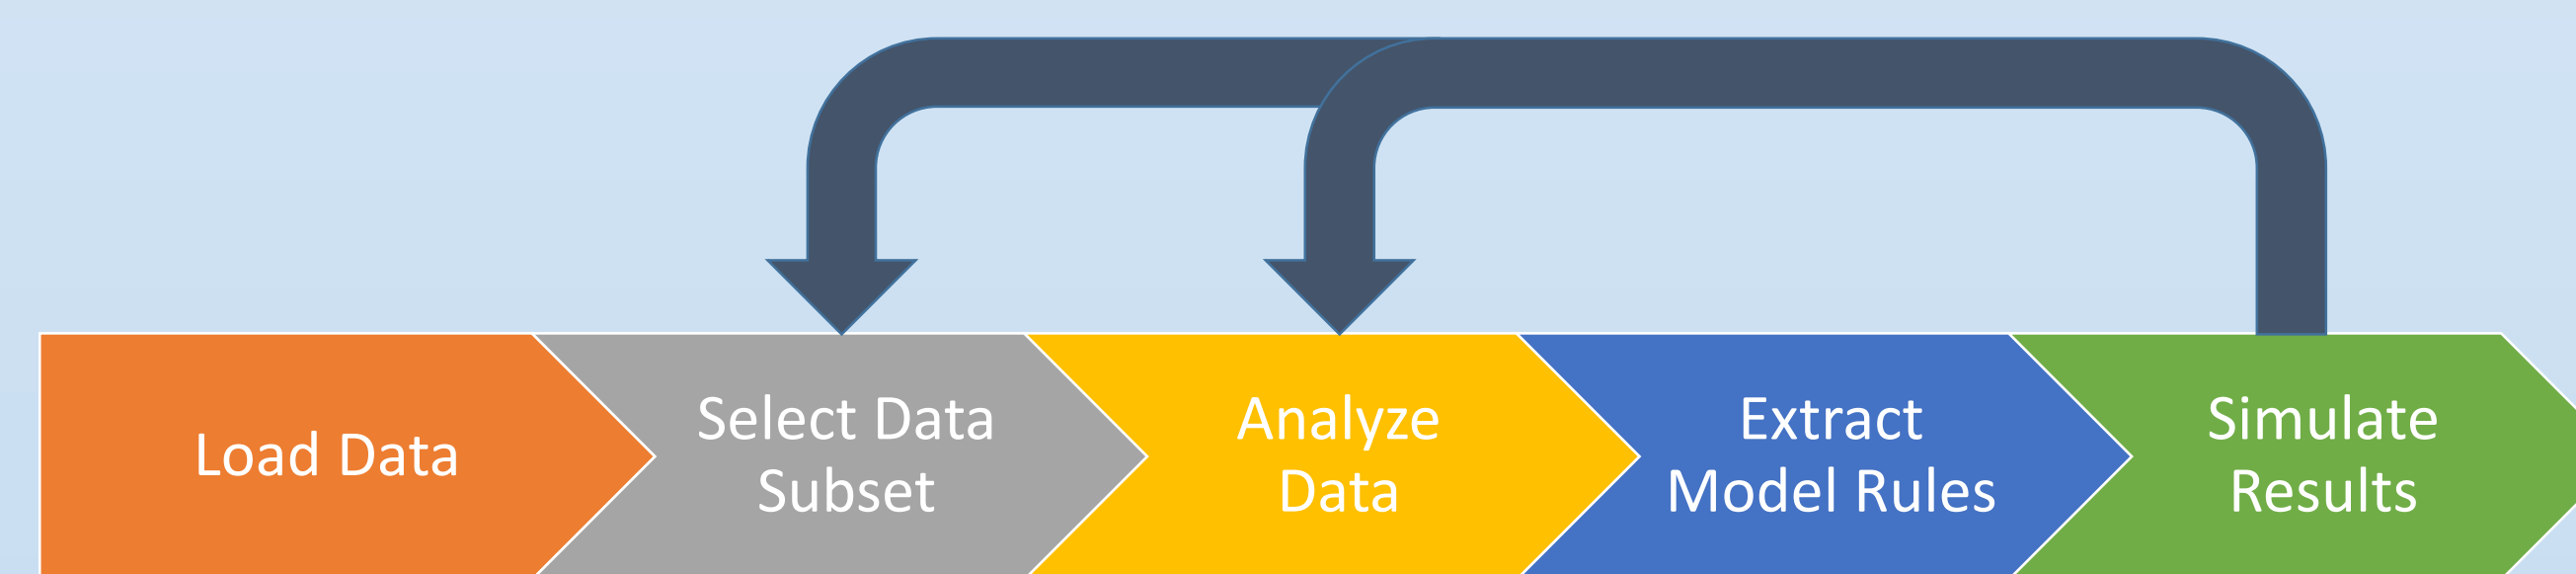 Load Data
Select Data
Subset
Analyze
Data
Extract
Model Rules
Simulate
Results